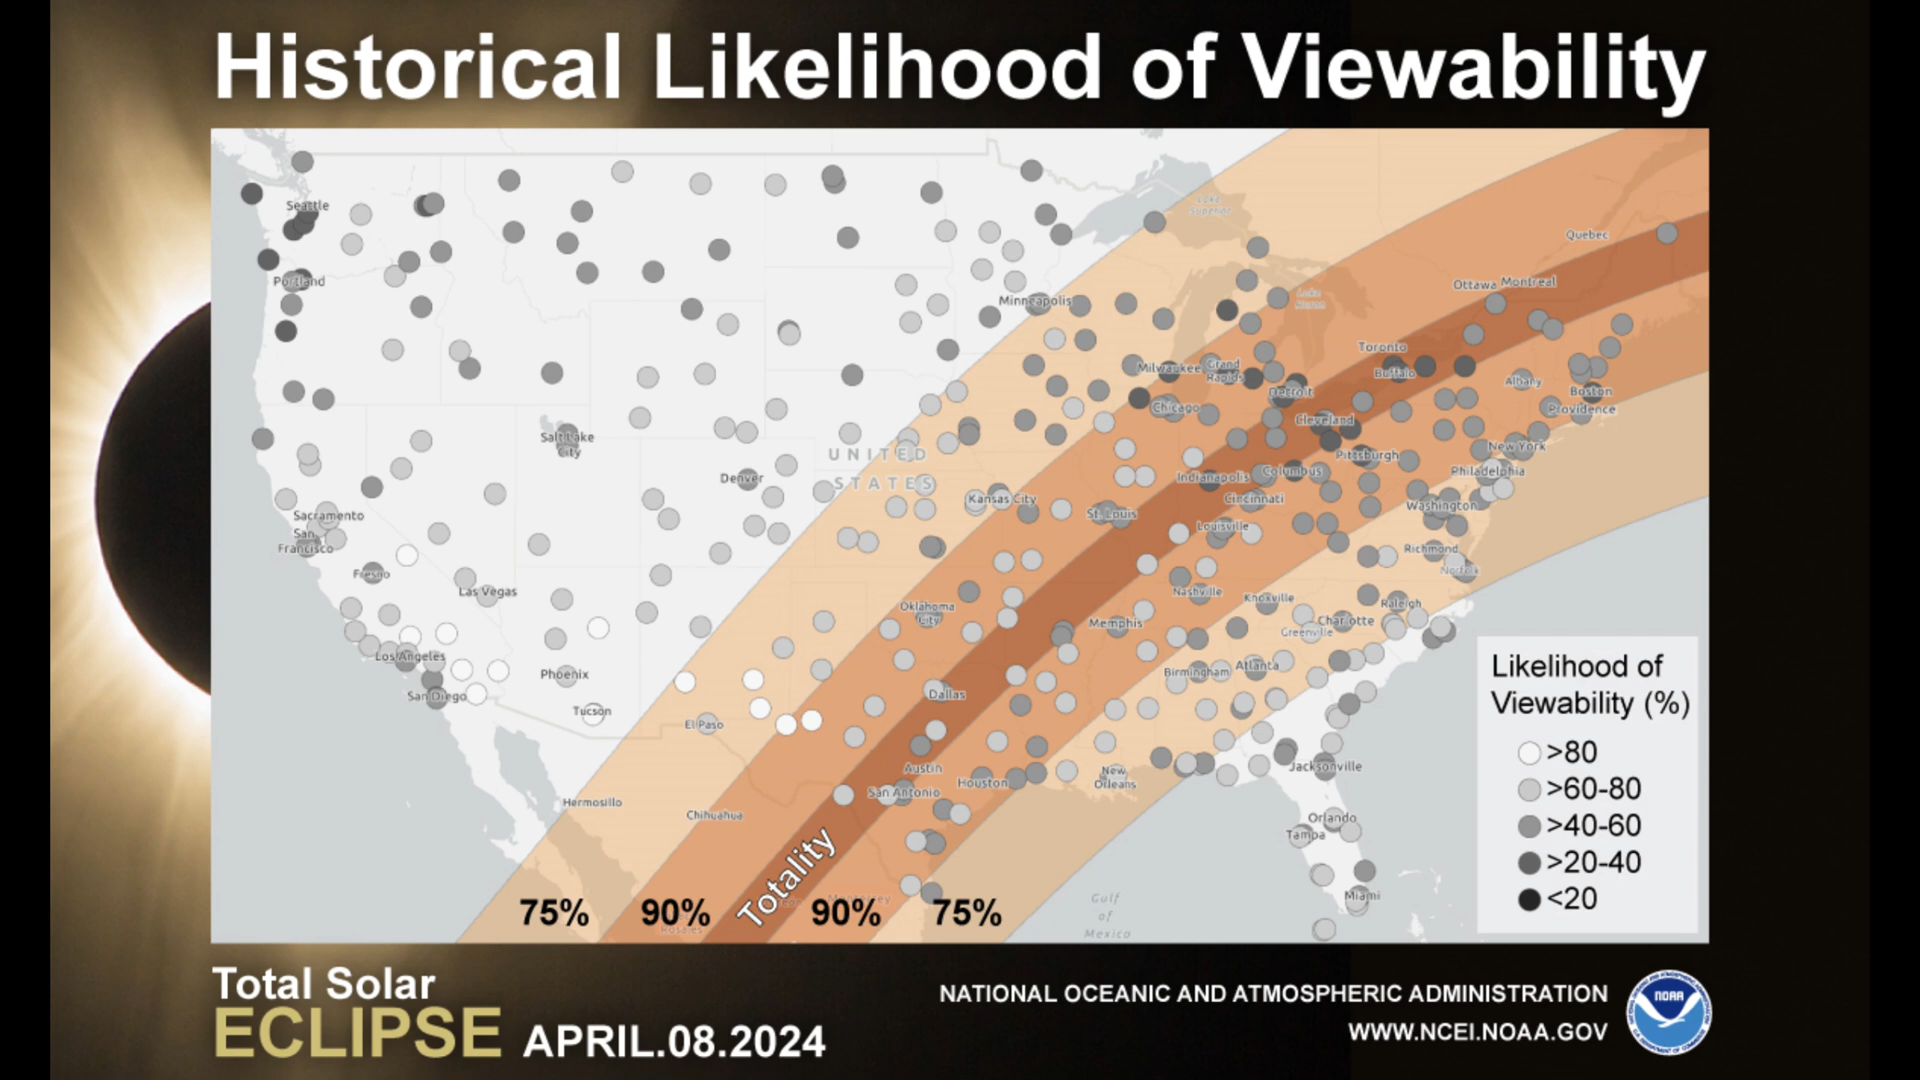 Historical Likelihood of Viewability
Seattle
Lake
Superior
Quebec
Portland
Ottawa
Montreal
Minneapolis
Lake
Huron
Toronto
Milwaukee
Grand
Rapids
Buffalo
Albany
Detroit
Boston
Chicago
Providence
Cleveland
Salt Lake
City
UNITED
STATES
New York
Pittsburgh
Denver
Indianapolis
Columbus
Philadelphia
Kansas City
Cincinnati
Washington
Sacramento
St. Louis
San
Francisco
Louisville
Richmond
Fresno
Norfolk
Las Vegas
Nashville
Knoxville
Oklahoma
City
Raleigh
Memphis
Charlotte
Greenville
Los Angeles
Phoenix
Birmingham
Atlanta
San Diego
Dallas
Tucson
El Paso
Austin
Houston
New
Orleans
Jacksonville
San Antonio
Hermosillo
Chihuahua
Orlando
Tampa
Miami
Totality
Monterrey
Gulf
of
Mexico
75%
90%
90%
75%
Likelihood of
Viewability (%)
>80
>60-80
>40-60
>20-40
<20
Total Solar
ECLIPSE APRIL.08.2024
NATIONAL OCEANIC AND ATMOSPHERIC ADMINISTRATION
WWW.NCEI.NOAA.GOV
NOAA